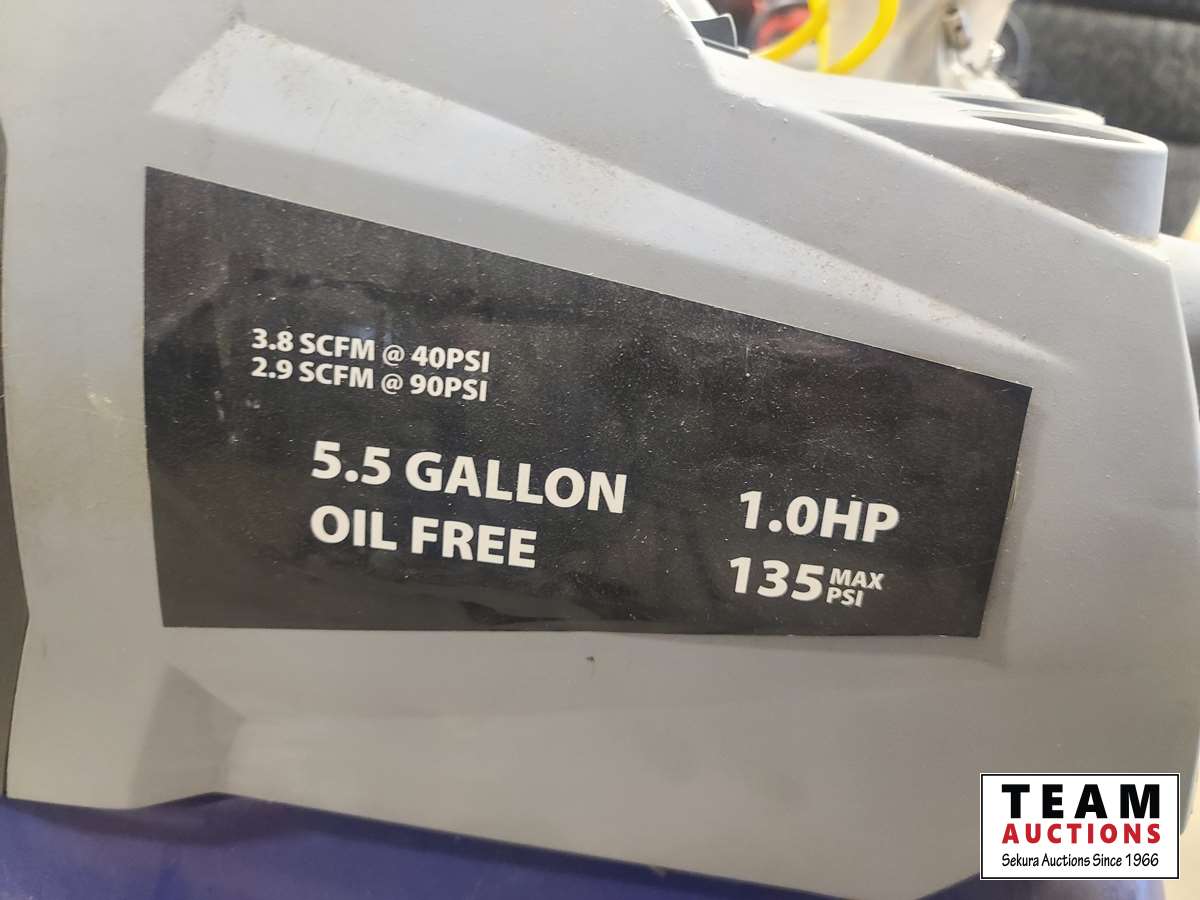 3.8 SCFM @ 40PSI
2.9 SCFM @ 90PSI
5.5 GALLON
OIL FREE
1.0HP
135 MAX PSI
TEAM
AUCTIONS
Sekura Auctions Since 1966